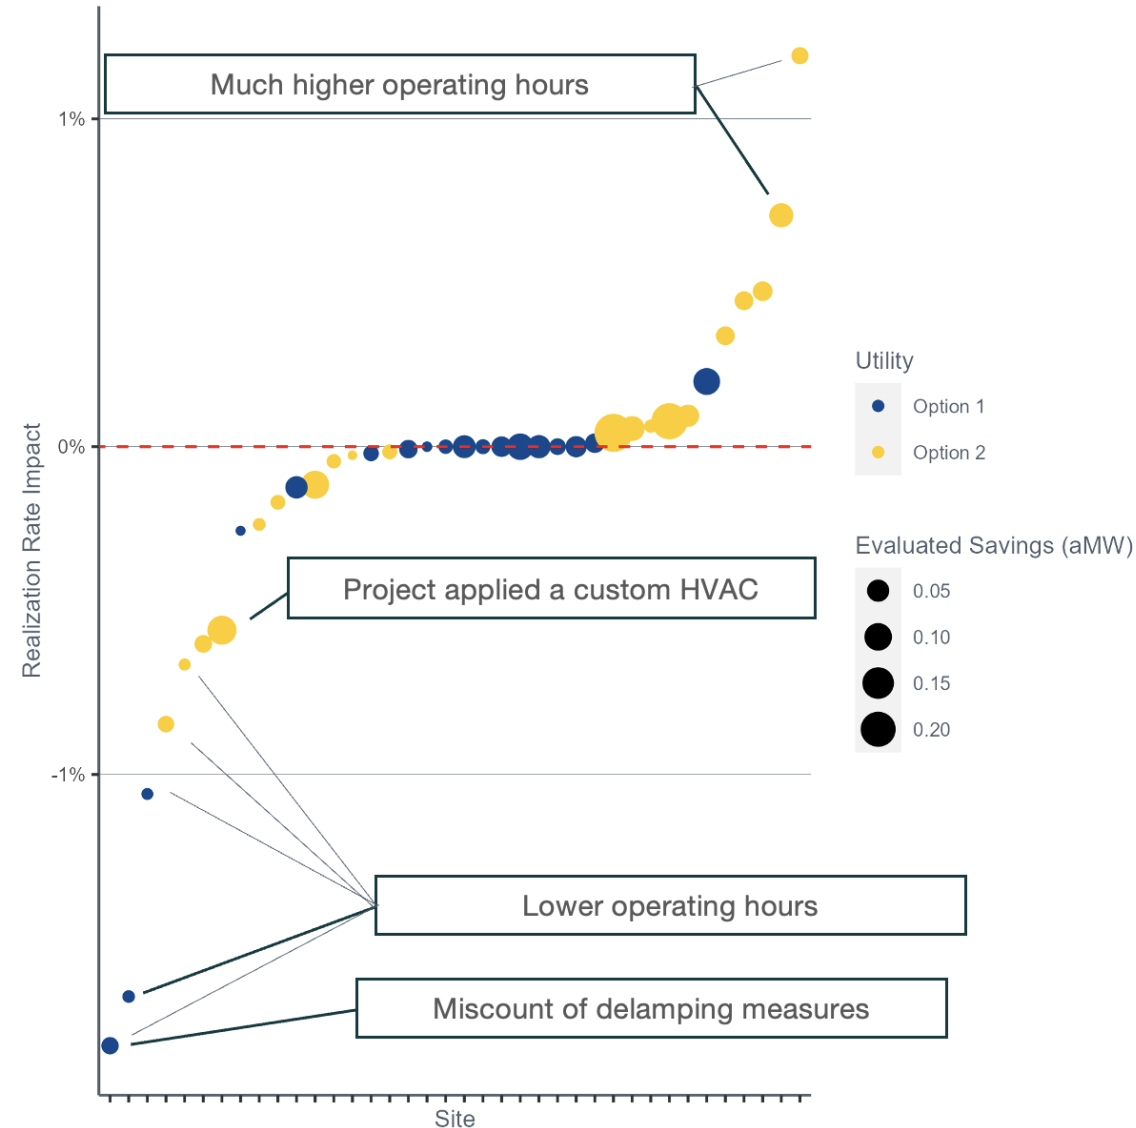 Much higher operating hours
1%
Utility
Option 1
Option 2
0%
Realization Rate Impact
Evaluated Savings (aMW)
0.05
0.10
0.15
0.20
Project applied a custom HVAC
-1%
Lower operating hours
Miscount of delamping measures
Site